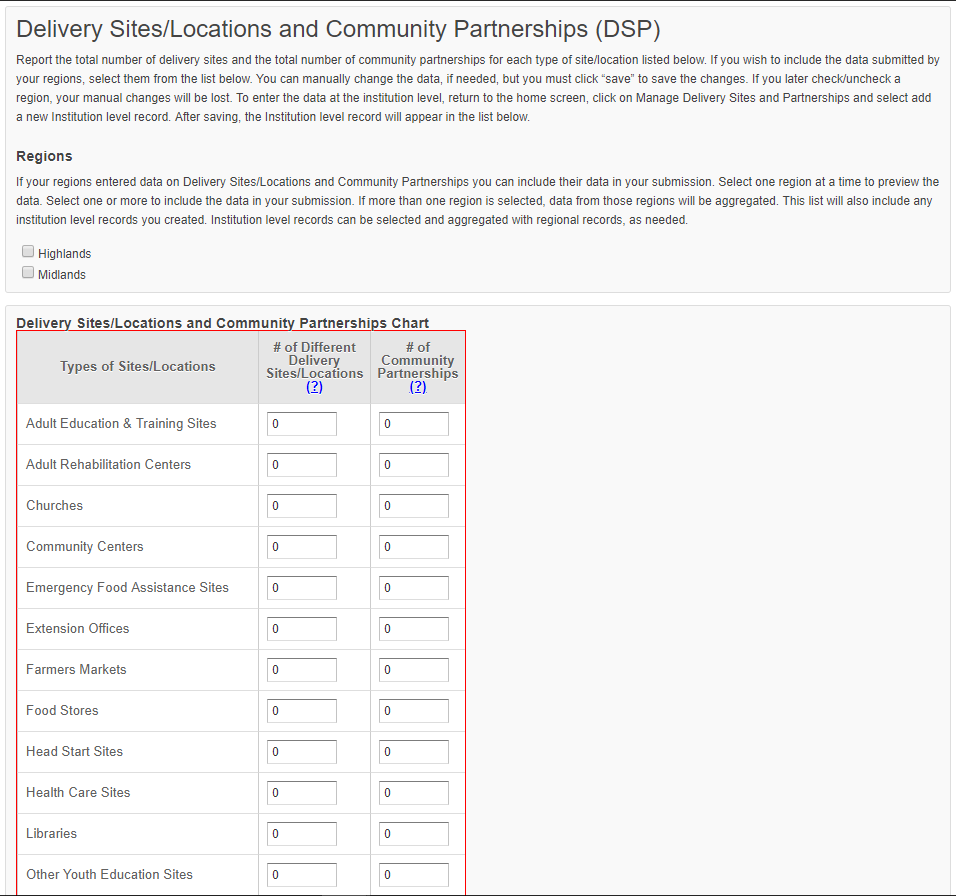 Delivery Sites/Locations and Community Partnerships (DSP)
Report the total number of delivery sites and the total number of community partnerships for each type of site/location listed below. If you wish to include the data submitted by
your regions, select them from the list below. You can manually change the data, if needed, but you must click “save” to save the changes. If you later check/uncheck a
region, your manual changes will be lost. To enter the data at the institution level, return to the home screen, click on Manage Delivery Sites and Partnerships and select add
a new Institution level record. After saving, the Institution level record will appear in the list below.
Regions
If your regions entered data on Delivery Sites/Locations and Community Partnerships you can include their data in your submission. Select one region at a time to preview the
data. Select one or more to include the data in your submission. If more than one region is selected, data from those regions will be aggregated. This list will also include any
institution level records you created. Institution level records can be selected and aggregated with regional records, as needed.
Highlands
Midlands
Delivery Sites/Locations and Community Partnerships Chart
Types of Sites/Locations
# of Different
Delivery
Sites/Locations
(?)
# of
Community
Partnerships
(?)
Adult Education & Training Sites 0 0
Adult Rehabilitation Centers 0 0
Churches 0 0
Community Centers 0 0
Emergency Food Assistance Sites 0 0
Extension Offices 0 0
Farmers Markets 0 0
Food Stores 0 0
Head Start Sites 0 0
Health Care Sites 0 0
Libraries 0 0
Other Youth Education Sites 0 0